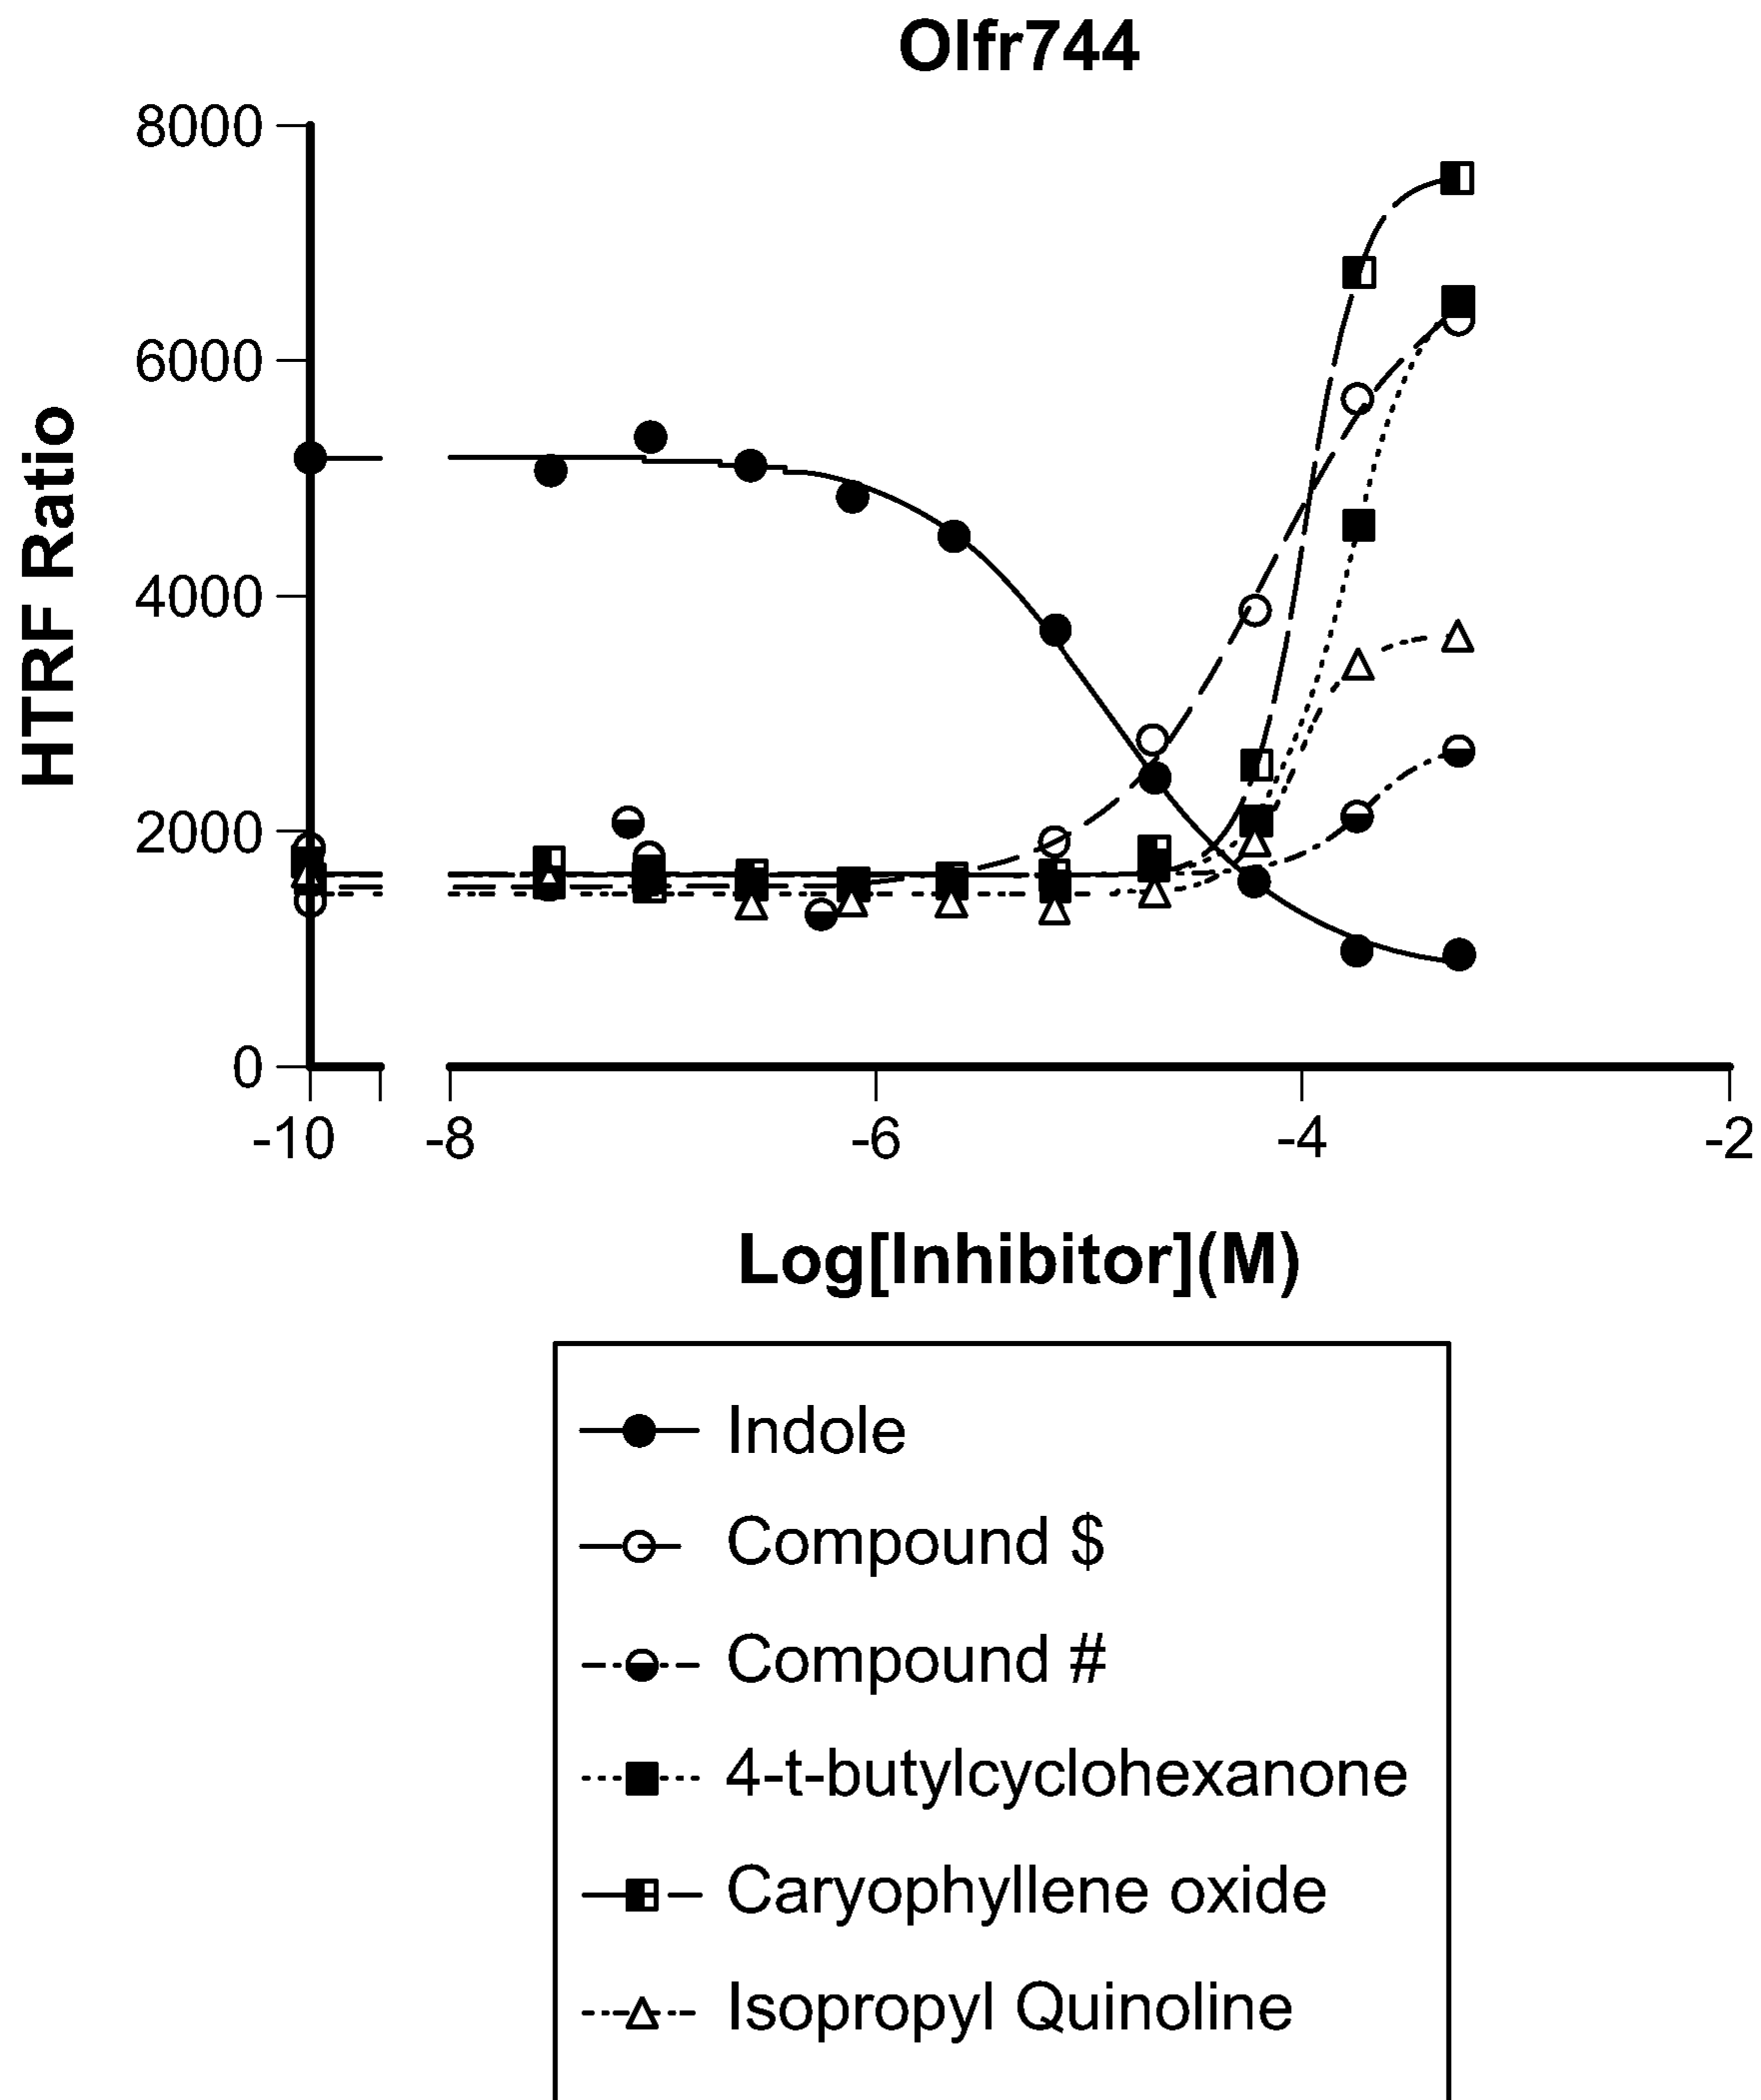 Olfr744
8000
6000
4000
2000
0
HTRF Ratio
-10 -8 -6 -4 -2
Log[Inhibitor](M)
Indole
Compound $
Compound #
4-t-butylcyclohexanone
Caryophyllene oxide
Isopropyl Quinoline